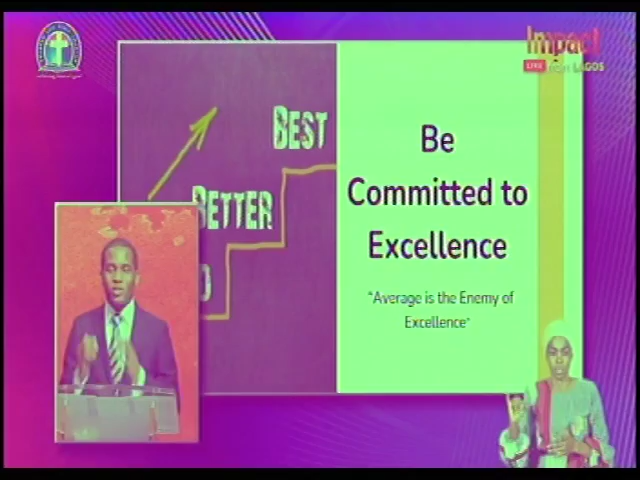 Impact
LIVE from LAGOS
BEST
BETTER
D
Be
Committed to
Excellence
"Average is the Enemy of
Excellence"